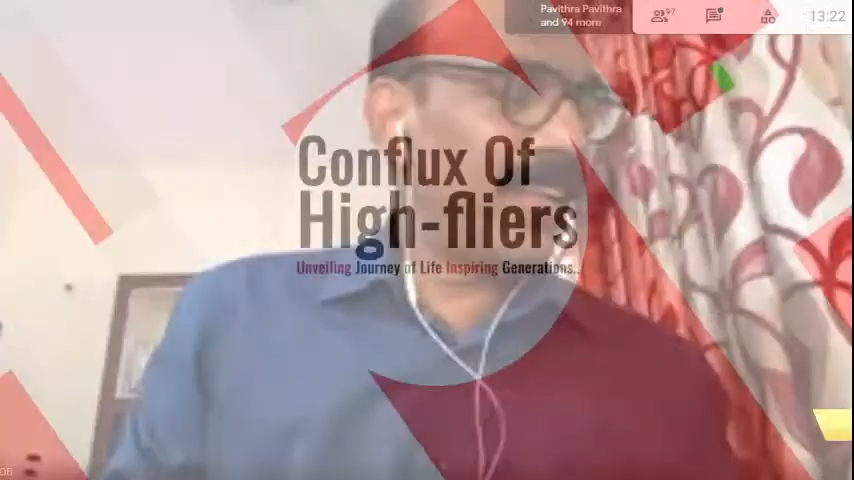 Pavithra Pavithra
and 94 more
97
13:22
Conflux Of
High-fliers
Unveiling Journey of Life Inspiring Generations..